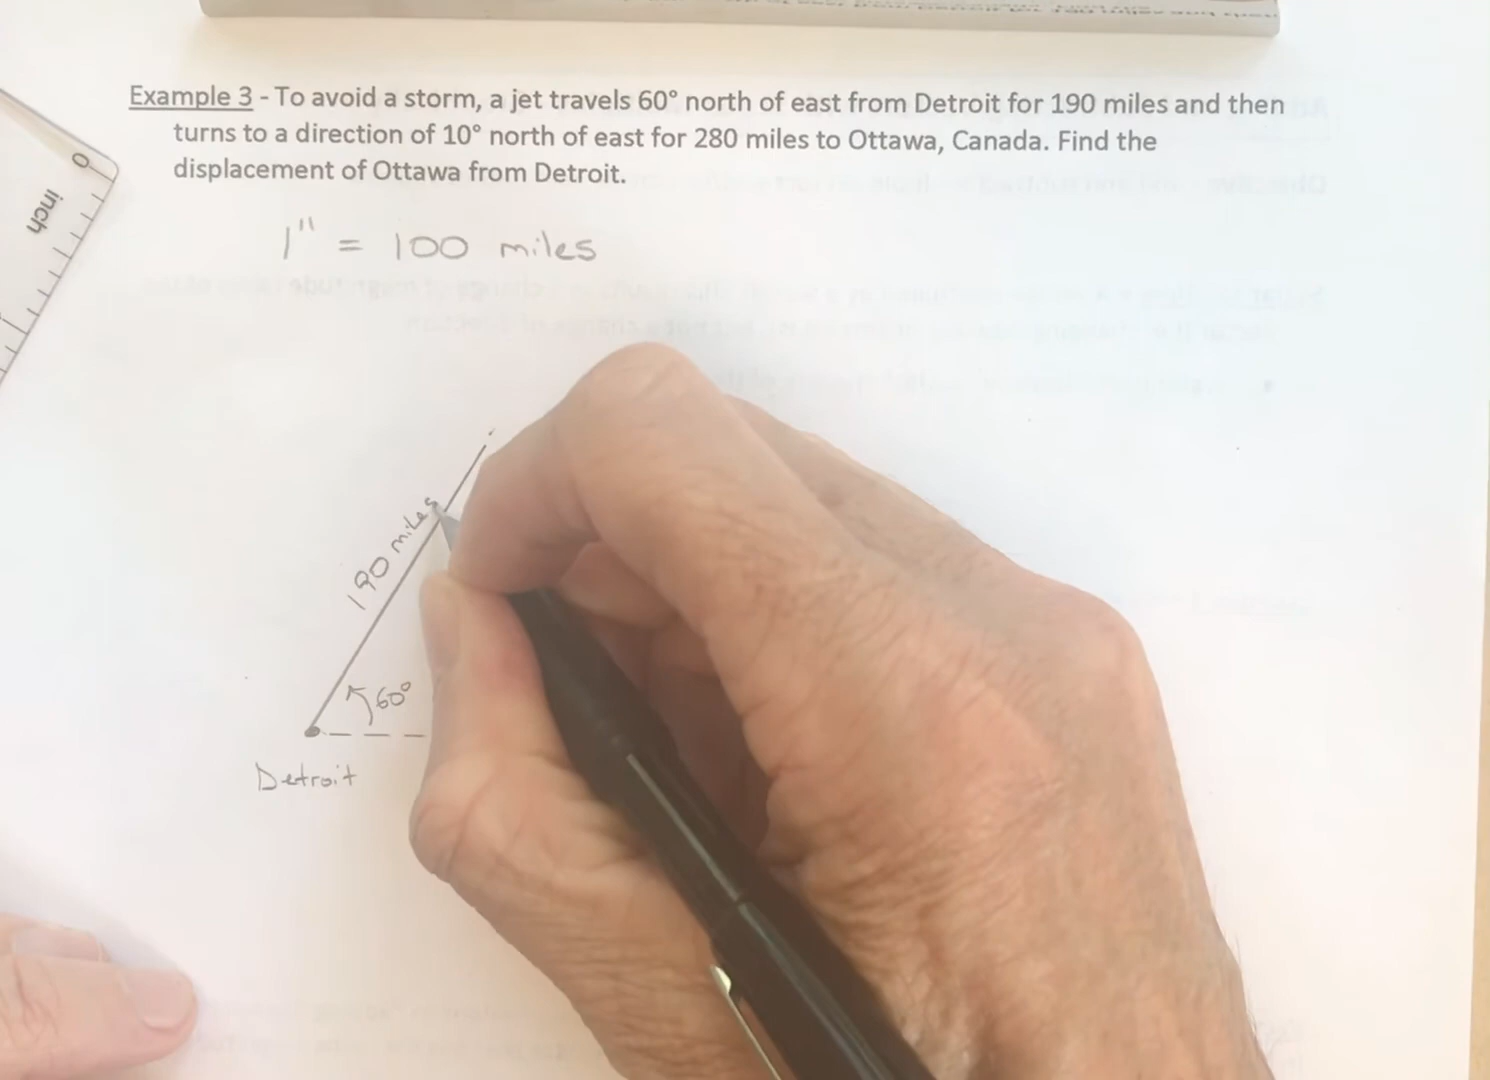 Example 3 - To avoid a storm, a jet travels 60° north of east from Detroit for 190 miles and then
turns to a direction of 10° north of east for 280 miles to Ottawa, Canada. Find the
displacement of Ottawa from Detroit.
0
inch
1" = 100 miles
190 miles
60°
Detroit